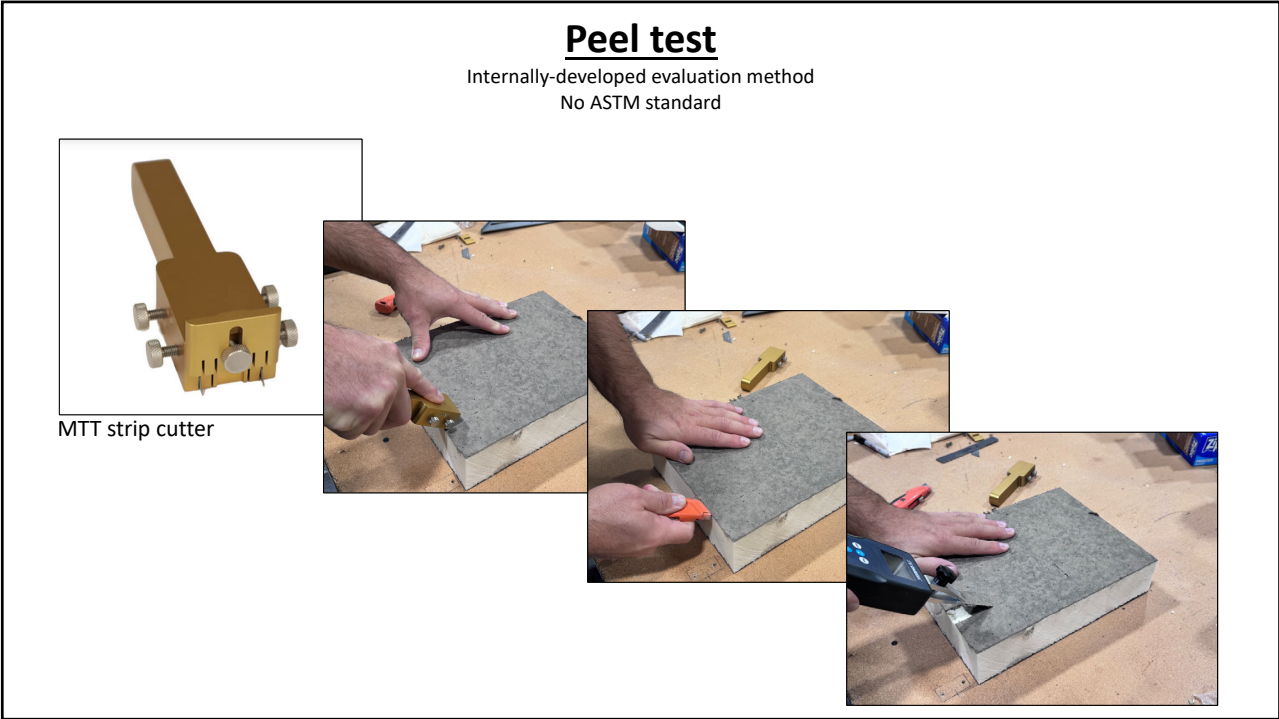 Peel test
Internally-developed evaluation method
No ASTM standard
MTT strip cutter